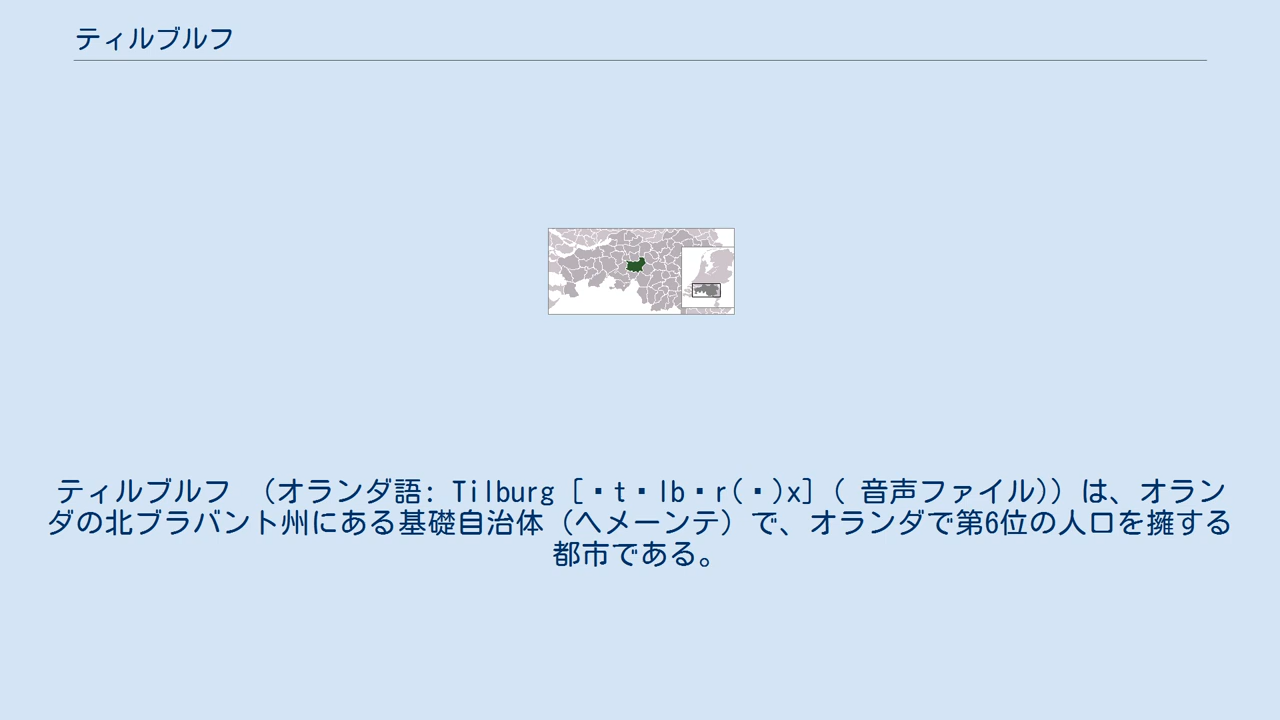 ティルブルフ
ティルブルフ （オランダ語: Tilburg [・t・lb・r(・)x] ( 音声ファイル)）は、オラン
ダの北ブラバント州にある基礎自治体（ヘメーンテ）で、オランダで第6位の人口を擁する
都市である。